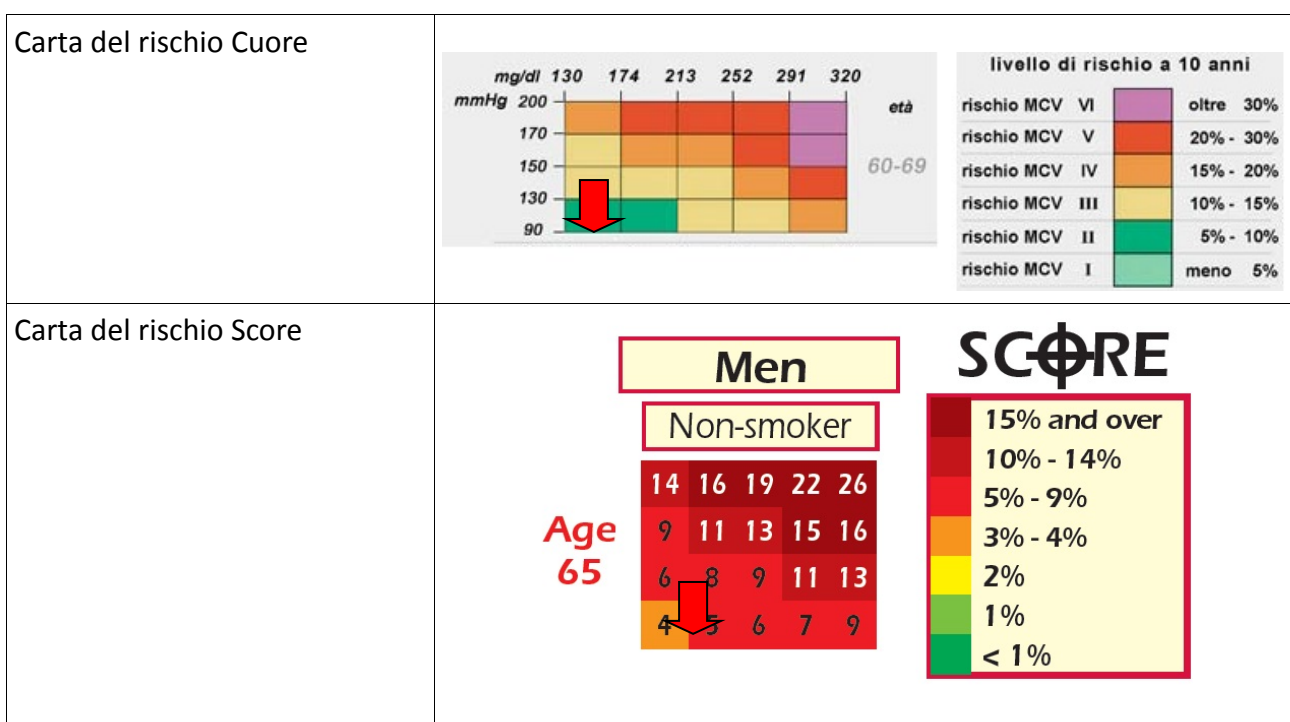 Carta del rischio Cuore
mg/dl 130 174 213 252 291 320
mmHg 200
età
170
150
60-69
130
90
livello di rischio a 10 anni
rischio MCV VI oltre 30%
rischio MCV V 20% - 30%
rischio MCV IV 15% - 20%
rischio MCV III 10% - 15%
rischio MCV II 5% - 10%
rischio MCV I meno 5%
Carta del rischio Score
Men
Non-smoker
14 16 19 22 26
Age
65
9 11 13 15 16
6 8 9 11 13
4 5 6 7 9
SCORE
15% and over
10% - 14%
5% - 9%
3% - 4%
2%
1%
< 1%